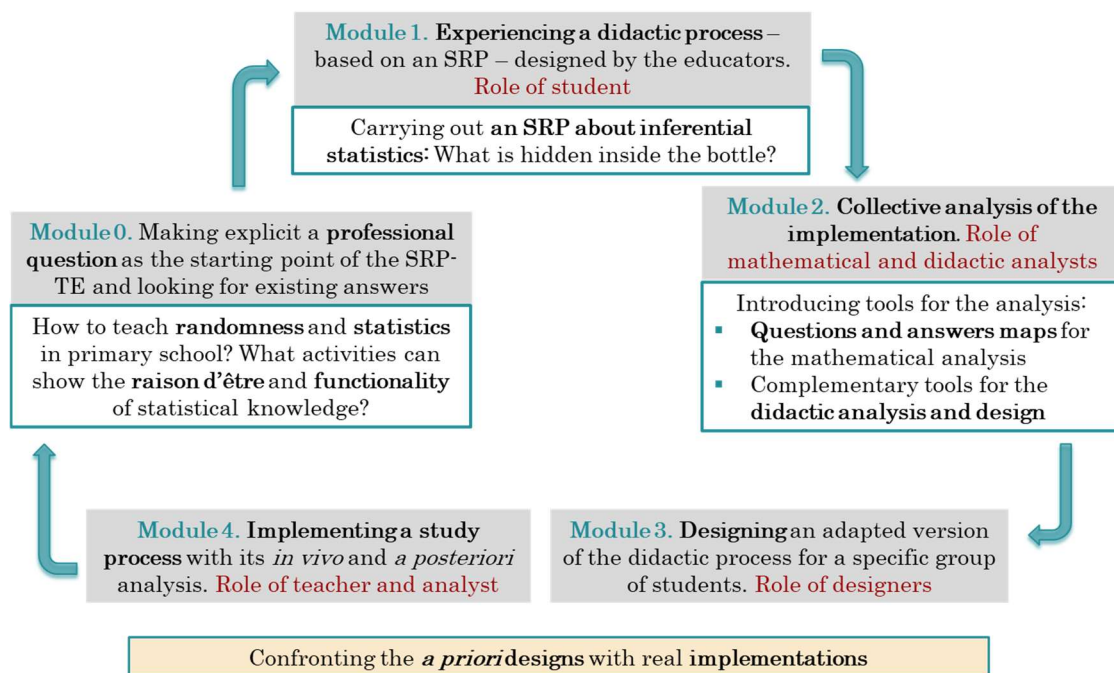 Module 1. Experiencing a didactic process –
based on an SRP – designed by the educators.
Role of student
Carrying out an SRP about inferential
statistics: What is hidden inside the bottle?
Module 0. Making explicit a professional
question as the starting point of the SRP-
TE and looking for existing answers
How to teach randomness and statistics
in primary school? What activities can
show the raison d'être and functionality
of statistical knowledge?
Module 2. Collective analysis of the
implementation. Role of
mathematical and didactic analysts
Introducing tools for the analysis:
▪ Questions and answers maps for
the mathematical analysis
▪ Complementary tools for the
didactic analysis and design
Module 4. Implementing a study
process with its in vivo and a posteriori
analysis. Role of teacher and analyst
Module 3. Designing an adapted version
of the didactic process for a specific group
of students. Role of designers
Confronting the a priori designs with real implementations